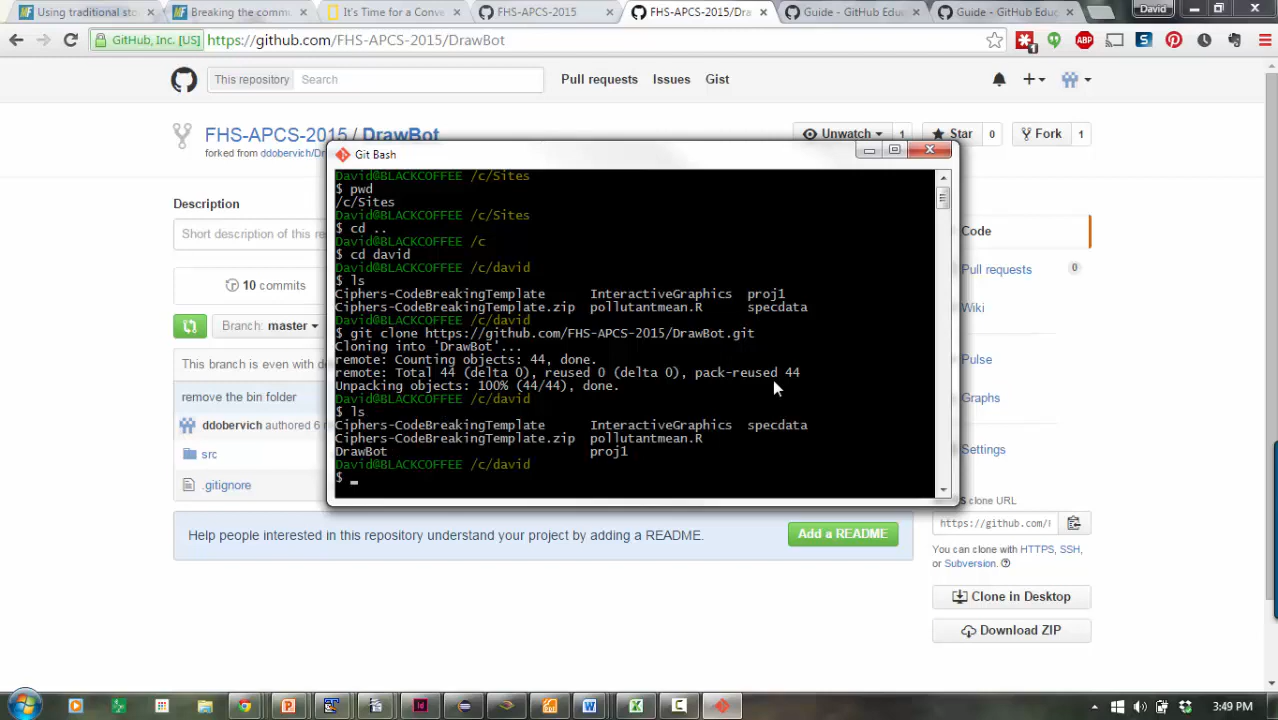 Using traditional sto
Breaking the commu
It's Time for a Conve
FHS-APCS-2015
FHS-APCS-2015/Dra
Guide - GitHub Educ
Guide - GitHub Educ
David
GitHub, Inc. [US]
https://github.com/FHS-APCS-2015/DrawBot
ABP
1
This repository
Search
Pull requests
Issues
Gist
FHS-APCS-2015 / DrawBot
forked from ddobervich/Dr
Unwatch
1
Star
0
Fork
1
Description
Short description of this re
10 commits
Branch: master
This branch is even with d
remove the bin folder
ddobervich authored 6
src
.gitignore
Git Bash
David@BLACKCOFFEE /c/Sites
$ pwd
/c/Sites
David@BLACKCOFFEE /c/Sites
$ cd ..
David@BLACKCOFFEE /c
$ cd david
David@BLACKCOFFEE /c/david
$ ls
Ciphers-CodeBreakingTemplate InteractiveGraphics proj1
Ciphers-CodeBreakingTemplate.zip pollutantmean.R specdata
David@BLACKCOFFEE /c/david
$ git clone https://github.com/FHS-APCS-2015/DrawBot.git
Cloning into 'DrawBot'...
remote: Counting objects: 44, done.
remote: Total 44 (delta 0), reused 0 (delta 0), pack-reused 44
Unpacking objects: 100% (44/44), done.
David@BLACKCOFFEE /c/david
$ ls
Ciphers-CodeBreakingTemplate InteractiveGraphics specdata
Ciphers-CodeBreakingTemplate.zip pollutantmean.R
DrawBot proj1
David@BLACKCOFFEE /c/david
$
Code
Pull requests
0
Wiki
Pulse
Graphs
Settings
S clone URL
https://github.com/
You can clone with HTTPS, SSH,
or Subversion.
Clone in Desktop
Download ZIP
Help people interested in this repository understand your project by adding a README.
Add a README
3:49 PM